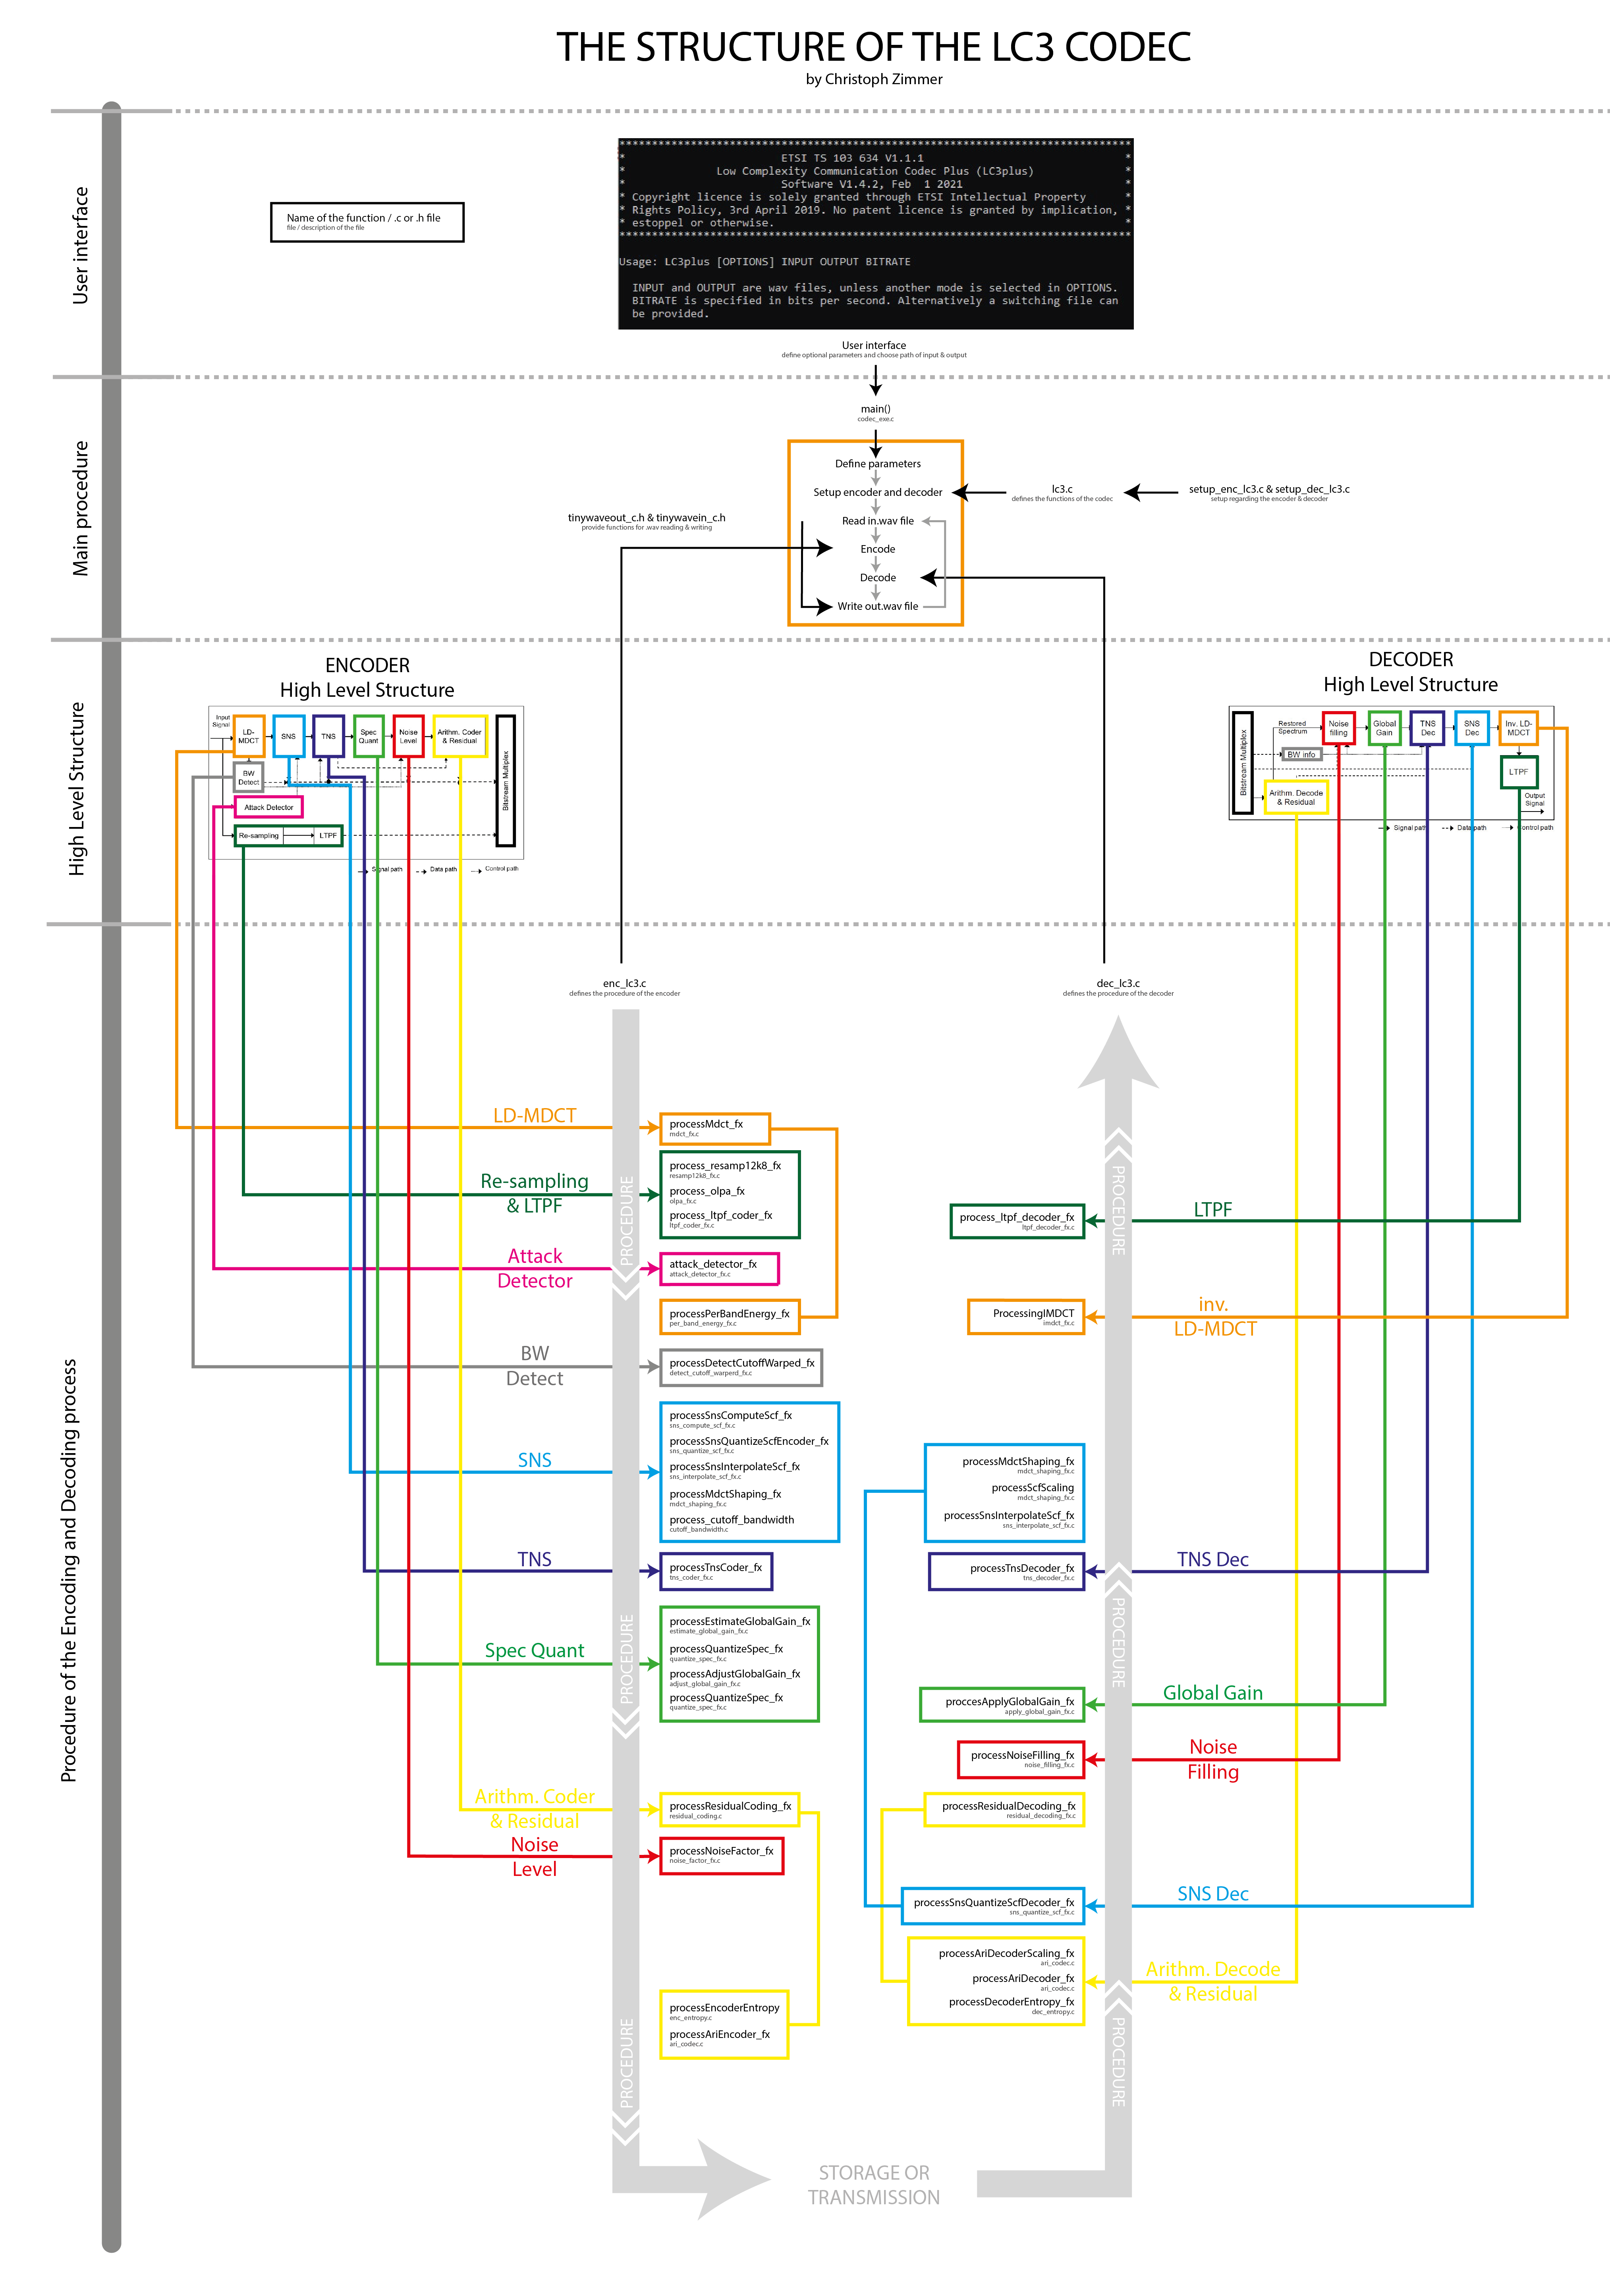 THE STRUCTURE OF THE LC3 CODEC
by Christoph Zimmer
User interface
Name of the function / .c or .h file
file / description of the file
********************************************************************************
* ETSI TS 103 634 V1.1.1 *
* Low Complexity Communication Codec Plus (LC3plus) *
* Software V1.4.2, Feb 1 2021 *
* Copyright licence is solely granted through ETSI Intellectual Property *
* Rights Policy, 3rd April 2019. No patent licence is granted by implication, *
* estoppel or otherwise. *
********************************************************************************
Usage: LC3plus [OPTIONS] INPUT OUTPUT BITRATE
INPUT and OUTPUT are wav files, unless another mode is selected in OPTIONS.
BITRATE is specified in bits per second. Alternatively a switching file can
be provided.
User interface
define optional parameters and choose path of input & output
Main procedure
main()
codec_exe.c
Define parameters
Setup encoder and decoder
Read in.wav file
Encode
Decode
Write out.wav file
lc3.c
defines the functions of the codec
setup_enc_lc3.c & setup_dec_lc3.c
setup regarding the encoder & decoder
tinywaveout_c.h & tinywavein_c.h
provide functions for .wav reading & writing
High Level Structure
ENCODER
High Level Structure
Input
Signal
LD-
MDCT
SNS
TNS
Spec
Quant
Noise
Level
Arithm. Coder
& Residual
Bitstream Multiplex
BW
Detect
Attack Detector
Re-sampling
LTPF
Signal path
Data path
Control path
DECODER
High Level Structure
Bitstream Multiplex
Restored
Spectrum
BW info
Arithm. Decode
& Residual
Noise
filling
Global
Gain
TNS
Dec
SNS
Dec
Inv. LD-
MDCT
LTPF
Output
Signal
Signal path
Data path
Control path
Procedure of the Encoding and Decoding process
enc_lc3.c
defines the procedure of the encoder
dec_lc3.c
defines the procedure of the decoder
PROCEDURE
PROCEDURE
PROCEDURE
LD-MDCT
processMdct_fx
mdct_fx.c
Re-sampling
& LTPF
process_resamp12k8_fx
resamp12k8_fx.c
process_olpa_fx
olpa_fx.c
process_ltpf_coder_fx
ltpf_coder_fx.c
Attack
Detector
attack_detector_fx
attack_detector_fx.c
processPerBandEnergy_fx
per_band_energy_fx.c
BW
Detect
processDetectCutoffWarped_fx
detect_cutoff_warperd_fx.c
SNS
processSnsComputeScf_fx
sns_compute_scf_fx.c
processSnsQuantizeScfEncoder_fx
sns_quantize_scf_fx.c
processSnsInterpolateScf_fx
sns_interpolate_scf_fx.c
processMdctShaping_fx
mdct_shaping_fx.c
process_cutoff_bandwidth
cutoff_bandwidth.c
TNS
processTnsCoder_fx
tns_coder_fx.c
Spec Quant
processEstimateGlobalGain_fx
estimate_global_gain_fx.c
processQuantizeSpec_fx
quantize_spec_fx.c
processAdjustGlobalGain_fx
adjust_global_gain_fx.c
processQuantizeSpec_fx
quantize_spec_fx.c
Arithm. Coder
& Residual
processResidualCoding_fx
residual_coding.c
Noise
Level
processNoiseFactor_fx
noise_factor_fx.c
processEncoderEntropy
enc_entropy.c
processAriEncoder_fx
ari_codec.c
STORAGE OR
TRANSMISSION
PROCEDURE
PROCEDURE
PROCEDURE
process_ltpf_decoder_fx
ltpf_decoder_fx.c
LTPF
ProcessingIMDCT
imdct_fx.c
inv.
LD-MDCT
processMdctShaping_fx
mdct_shaping_fx.c
processScfScaling
mdct_shaping_fx.c
processSnsInterpolateScf_fx
sns_interpolate_scf_fx.c
processTnsDecoder_fx
tns_decoder_fx.c
TNS Dec
proccesApplyGlobalGain_fx
apply_global_gain_fx.c
Global Gain
processNoiseFilling_fx
noise_filling_fx.c
Noise
Filling
processResidualDecoding_fx
residual_decoding_fx.c
processSnsQuantizeScfDecoder_fx
sns_quantize_scf_fx.c
SNS Dec
processAriDecoderScaling_fx
ari_codec.c
processAriDecoder_fx
ari_codec.c
processDecoderEntropy_fx
dec_entropy.c
Arithm. Decode
& Residual